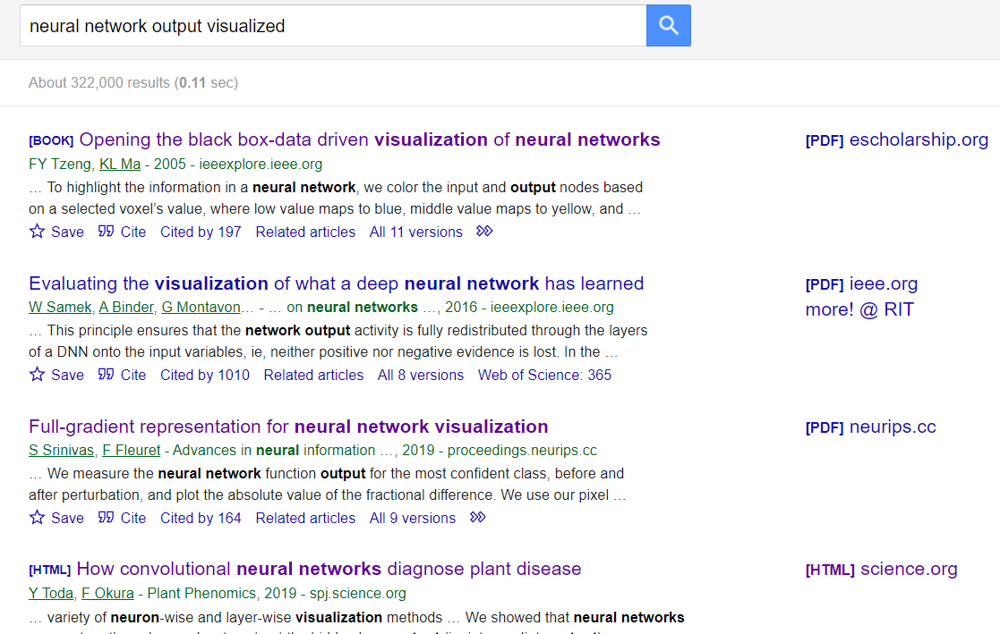 neural network output visualized
About 322,000 results (0.11 sec)
[BOOK] Opening the black box-data driven visualization of neural networks
[PDF] escholarship.org
FY Tzeng, KL Ma - 2005 - ieeexplore.ieee.org
… To highlight the information in a neural network, we color the input and output nodes based
on a selected voxel's value, where low value maps to blue, middle value maps to yellow, and …
Save Cite Cited by 197 Related articles All 11 versions
Evaluating the visualization of what a deep neural network has learned
[PDF] ieee.org
W Samek, A Binder, G Montavon… - … on neural networks …, 2016 - ieeexplore.ieee.org
more! @ RIT
… This principle ensures that the network output activity is fully redistributed through the layers
of a DNN onto the input variables, ie, neither positive nor negative evidence is lost. In the …
Save Cite Cited by 1010 Related articles All 8 versions Web of Science: 365
Full-gradient representation for neural network visualization
[PDF] neurips.cc
S Srinivas, F Fleuret - Advances in neural information …, 2019 - proceedings.neurips.cc
… We measure the neural network function output for the most confident class, before and
after perturbation, and plot the absolute value of the fractional difference. We use our pixel …
Save Cite Cited by 164 Related articles All 9 versions
[HTML] How convolutional neural networks diagnose plant disease
[HTML] science.org
Y Toda, F Okura - Plant Phenomics, 2019 - spj.science.org
… variety of neuron-wise and layer-wise visualization methods … We showed that neural networks